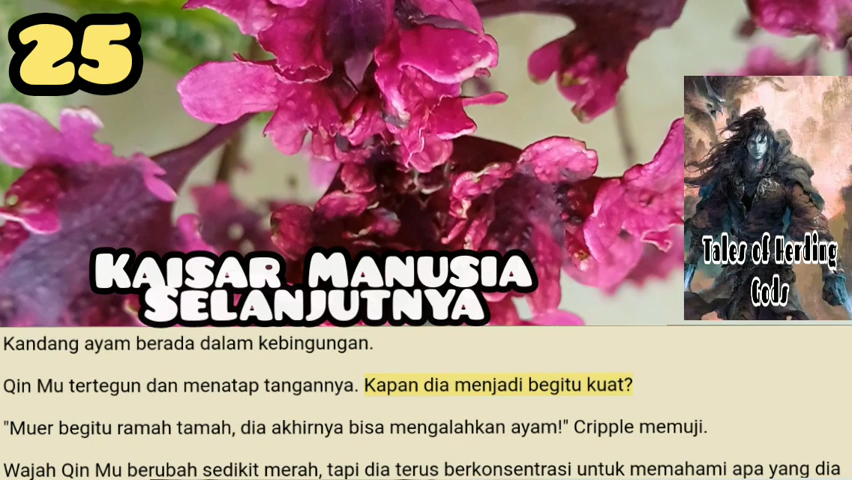 25
Tales of Herding
Gods
KAISAR MANUSIA
SELANJUTNYA
Kandang ayam berada dalam kebingungan.
Qin Mu tertegun dan menatap tangannya. Kapan dia menjadi begitu kuat?
"Muer begitu ramah tamah, dia akhirnya bisa mengalahkan ayam!" Cripple memuji.
Wajah Qin Mu berubah sedikit merah, tapi dia terus berkonsentrasi untuk memahami apa yang dia